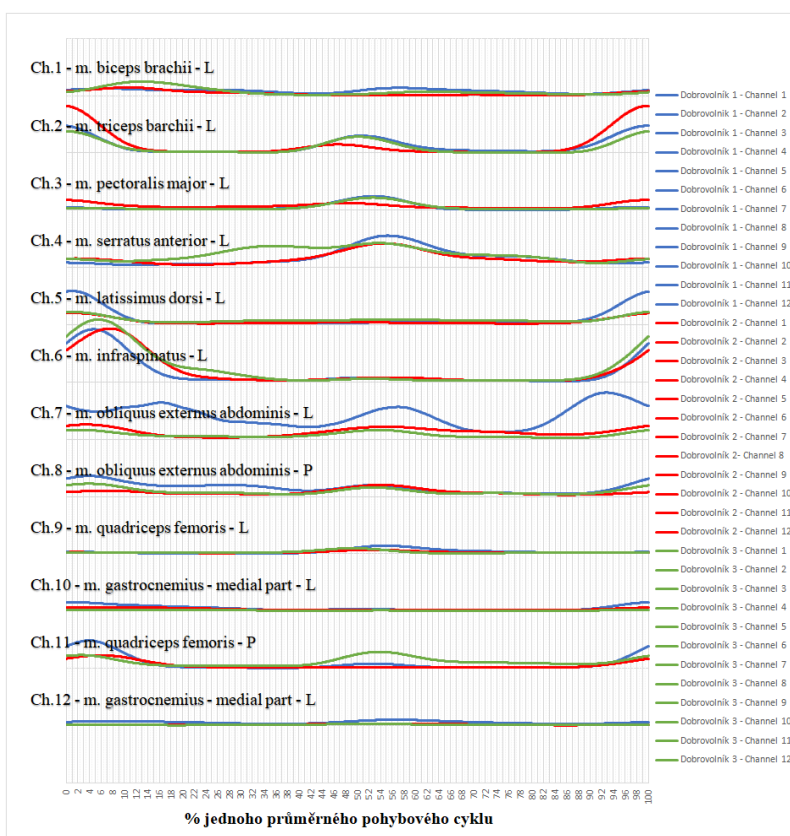 Ch.1 - m. biceps brachii - L
Ch.2 - m. triceps barchii - L
Ch.3 - m. pectoralis major - L
Ch.4 - m. serratus anterior - L
Ch.5 - m. latissimus dorsi - L
Ch.6 - m. infraspinatus - L
Ch.7 - m. obliquus externus abdominis - L
Ch.8 - m. obliquus externus abdominis - P
Ch.9 - m. quadriceps femoris - L
Ch.10 - m. gastrocnemius - medial part - L
Ch.11 - m. quadriceps femoris - P
Ch.12 - m. gastrocnemius - medial part - L
0 2 4 6 8 10 12 14 16 18 20 22 24 26 28 30 32 34 36 38 40 42 44 46 48 50 52 54 56 58 60 62 64 66 68 70 72 74 76 78 80 82 84 86 88 90 92 94 96 98 100
% jednoho průměrného pohybového cyklu
Dobrovolník 1 - Channel 1
Dobrovolník 1 - Channel 2
Dobrovolník 1 - Channel 3
Dobrovolník 1 - Channel 4
Dobrovolník 1 - Channel 5
Dobrovolník 1 - Channel 6
Dobrovolník 1 - Channel 7
Dobrovolník 1 - Channel 8
Dobrovolník 1 - Channel 9
Dobrovolník 1 - Channel 10
Dobrovolník 1 - Channel 11
Dobrovolník 1 - Channel 12
Dobrovolník 2 - Channel 1
Dobrovolník 2 - Channel 2
Dobrovolník 2 - Channel 3
Dobrovolník 2 - Channel 4
Dobrovolník 2 - Channel 5
Dobrovolník 2 - Channel 6
Dobrovolník 2 - Channel 7
Dobrovolník 2- Channel 8
Dobrovolník 2 - Channel 9
Dobrovolník 2 - Channel 10
Dobrovolník 2 - Channel 11
Dobrovolník 2 - Channel 12
Dobrovolník 3 - Channel 1
Dobrovolník 3 - Channel 2
Dobrovolník 3 - Channel 3
Dobrovolník 3 - Channel 4
Dobrovolník 3 - Channel 5
Dobrovolník 3 - Channel 6
Dobrovolník 3 - Channel 7
Dobrovolník 3 - Channel 8
Dobrovolník 3 - Channel 9
Dobrovolník 3 - Channel 10
Dobrovolník 3 - Channel 11
Dobrovolník 3 - Channel 12